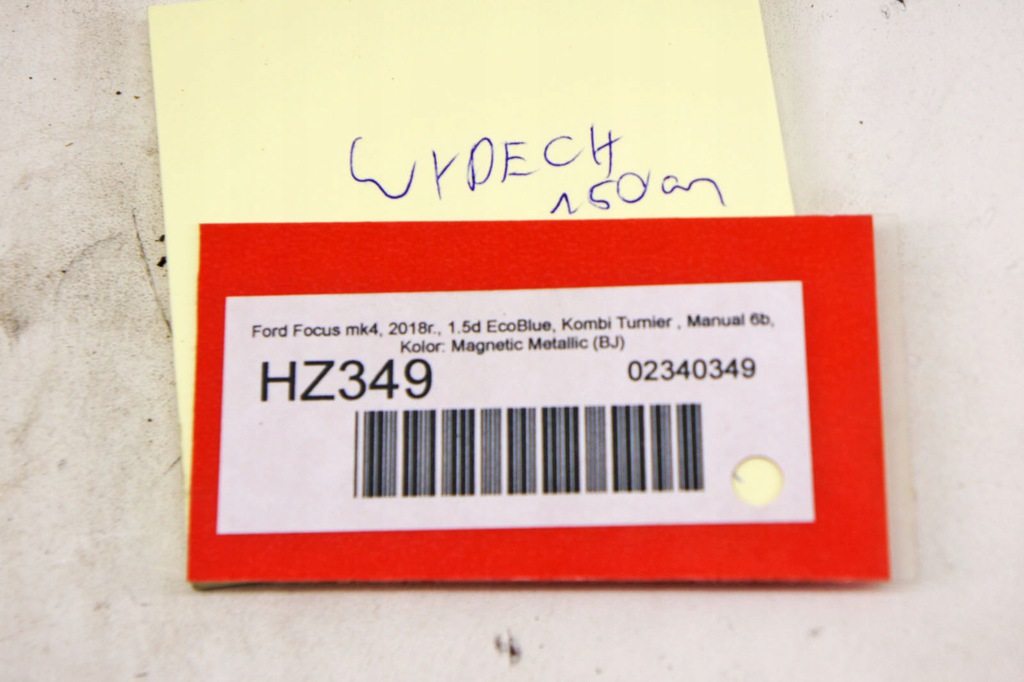 WYDECH
150cm
Ford Focus mk4, 2018r., 1.5d EcoBlue, Kombi Turnier , Manual 6b,
Kolor: Magnetic Metallic (BJ)
HZ349
02340349